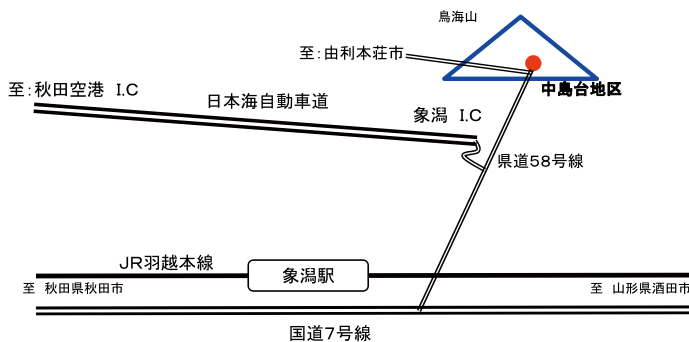 鳥海山
至:由利本荘市
中島台地区
至:秋田空港 I.C
日本海自動車道
象潟 I.C
県道58号線
JR羽越本線
象潟駅
至 秋田県秋田市
至 山形県酒田市
国道7号線